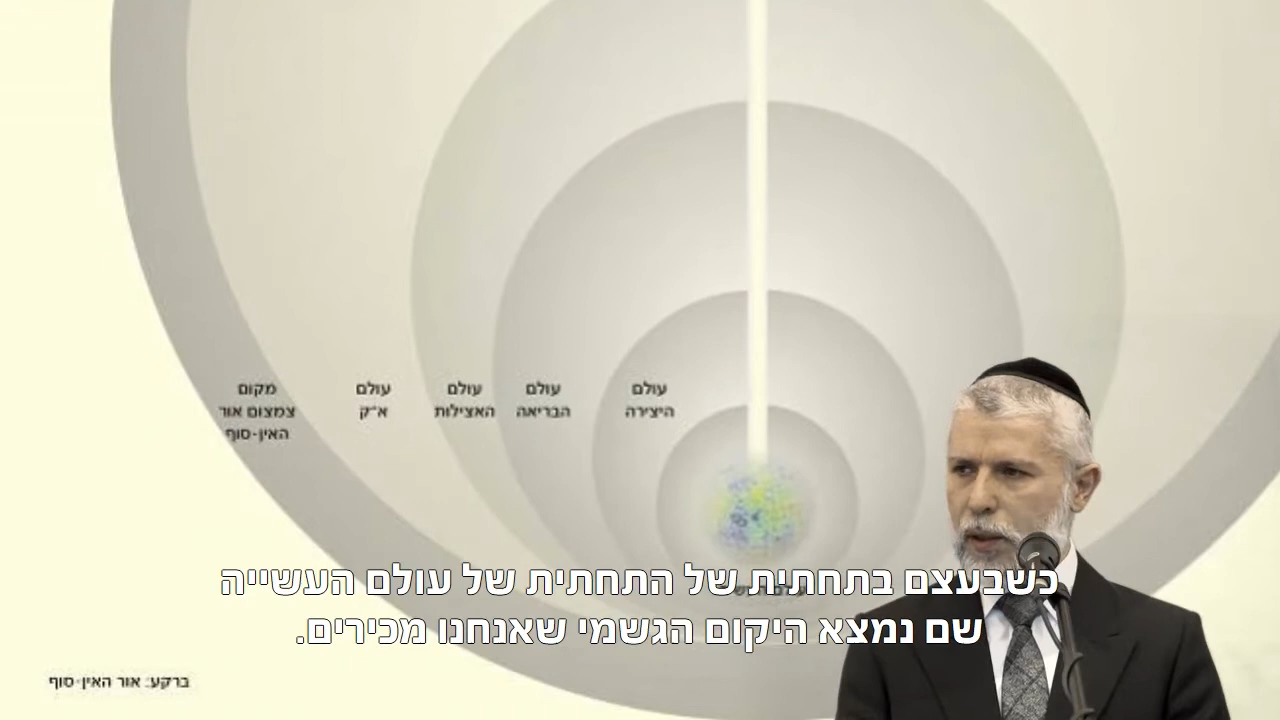 עולם
היצירה
עולם
הבריאה
עולם
האצילות
עולם
א"ק
מקום
צמצום אור
האין-סוף
כשבעצם בתחתית של התחתית של עולם העשייה
שם נמצא היקום הגשמי שאנחנו מכירים.
ברקע: אור האין-סוף